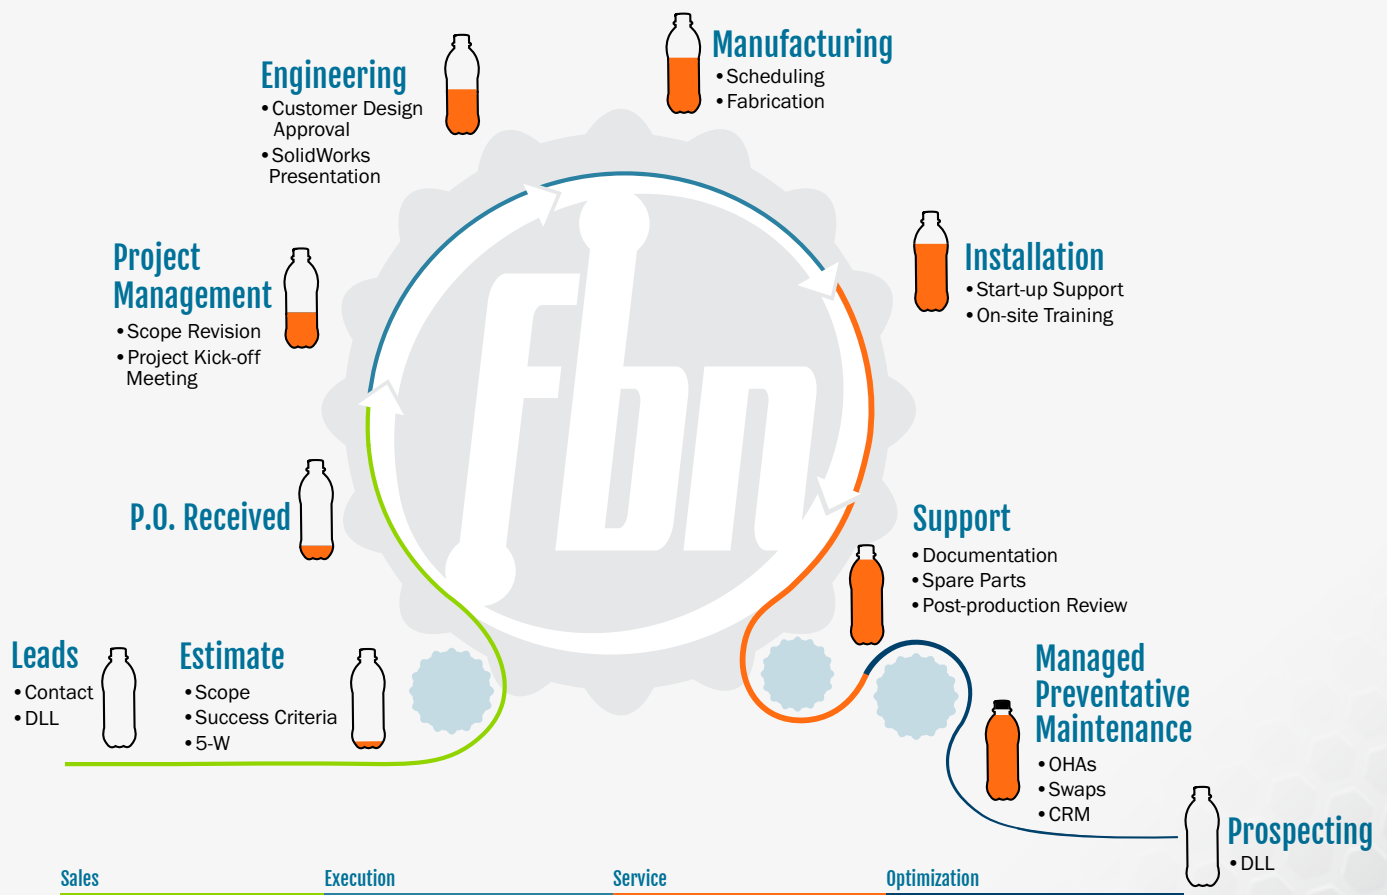 Manufacturing
• Scheduling
• Fabrication
Engineering
• Customer Design
Approval
• SolidWorks
Presentation
Project
Management
• Scope Revision
• Project Kick-off
Meeting
Installation
• Start-up Support
• On-site Training
fbn
P.O. Received
Support
• Documentation
• Spare Parts
• Post-production Review
Leads
• Contact
• DLL
Estimate
• Scope
• Success Criteria
• 5-W
Managed
Preventative
Maintenance
• OHAs
• Swaps
• CRM
Prospecting
• DLL
Sales
Execution
Service
Optimization